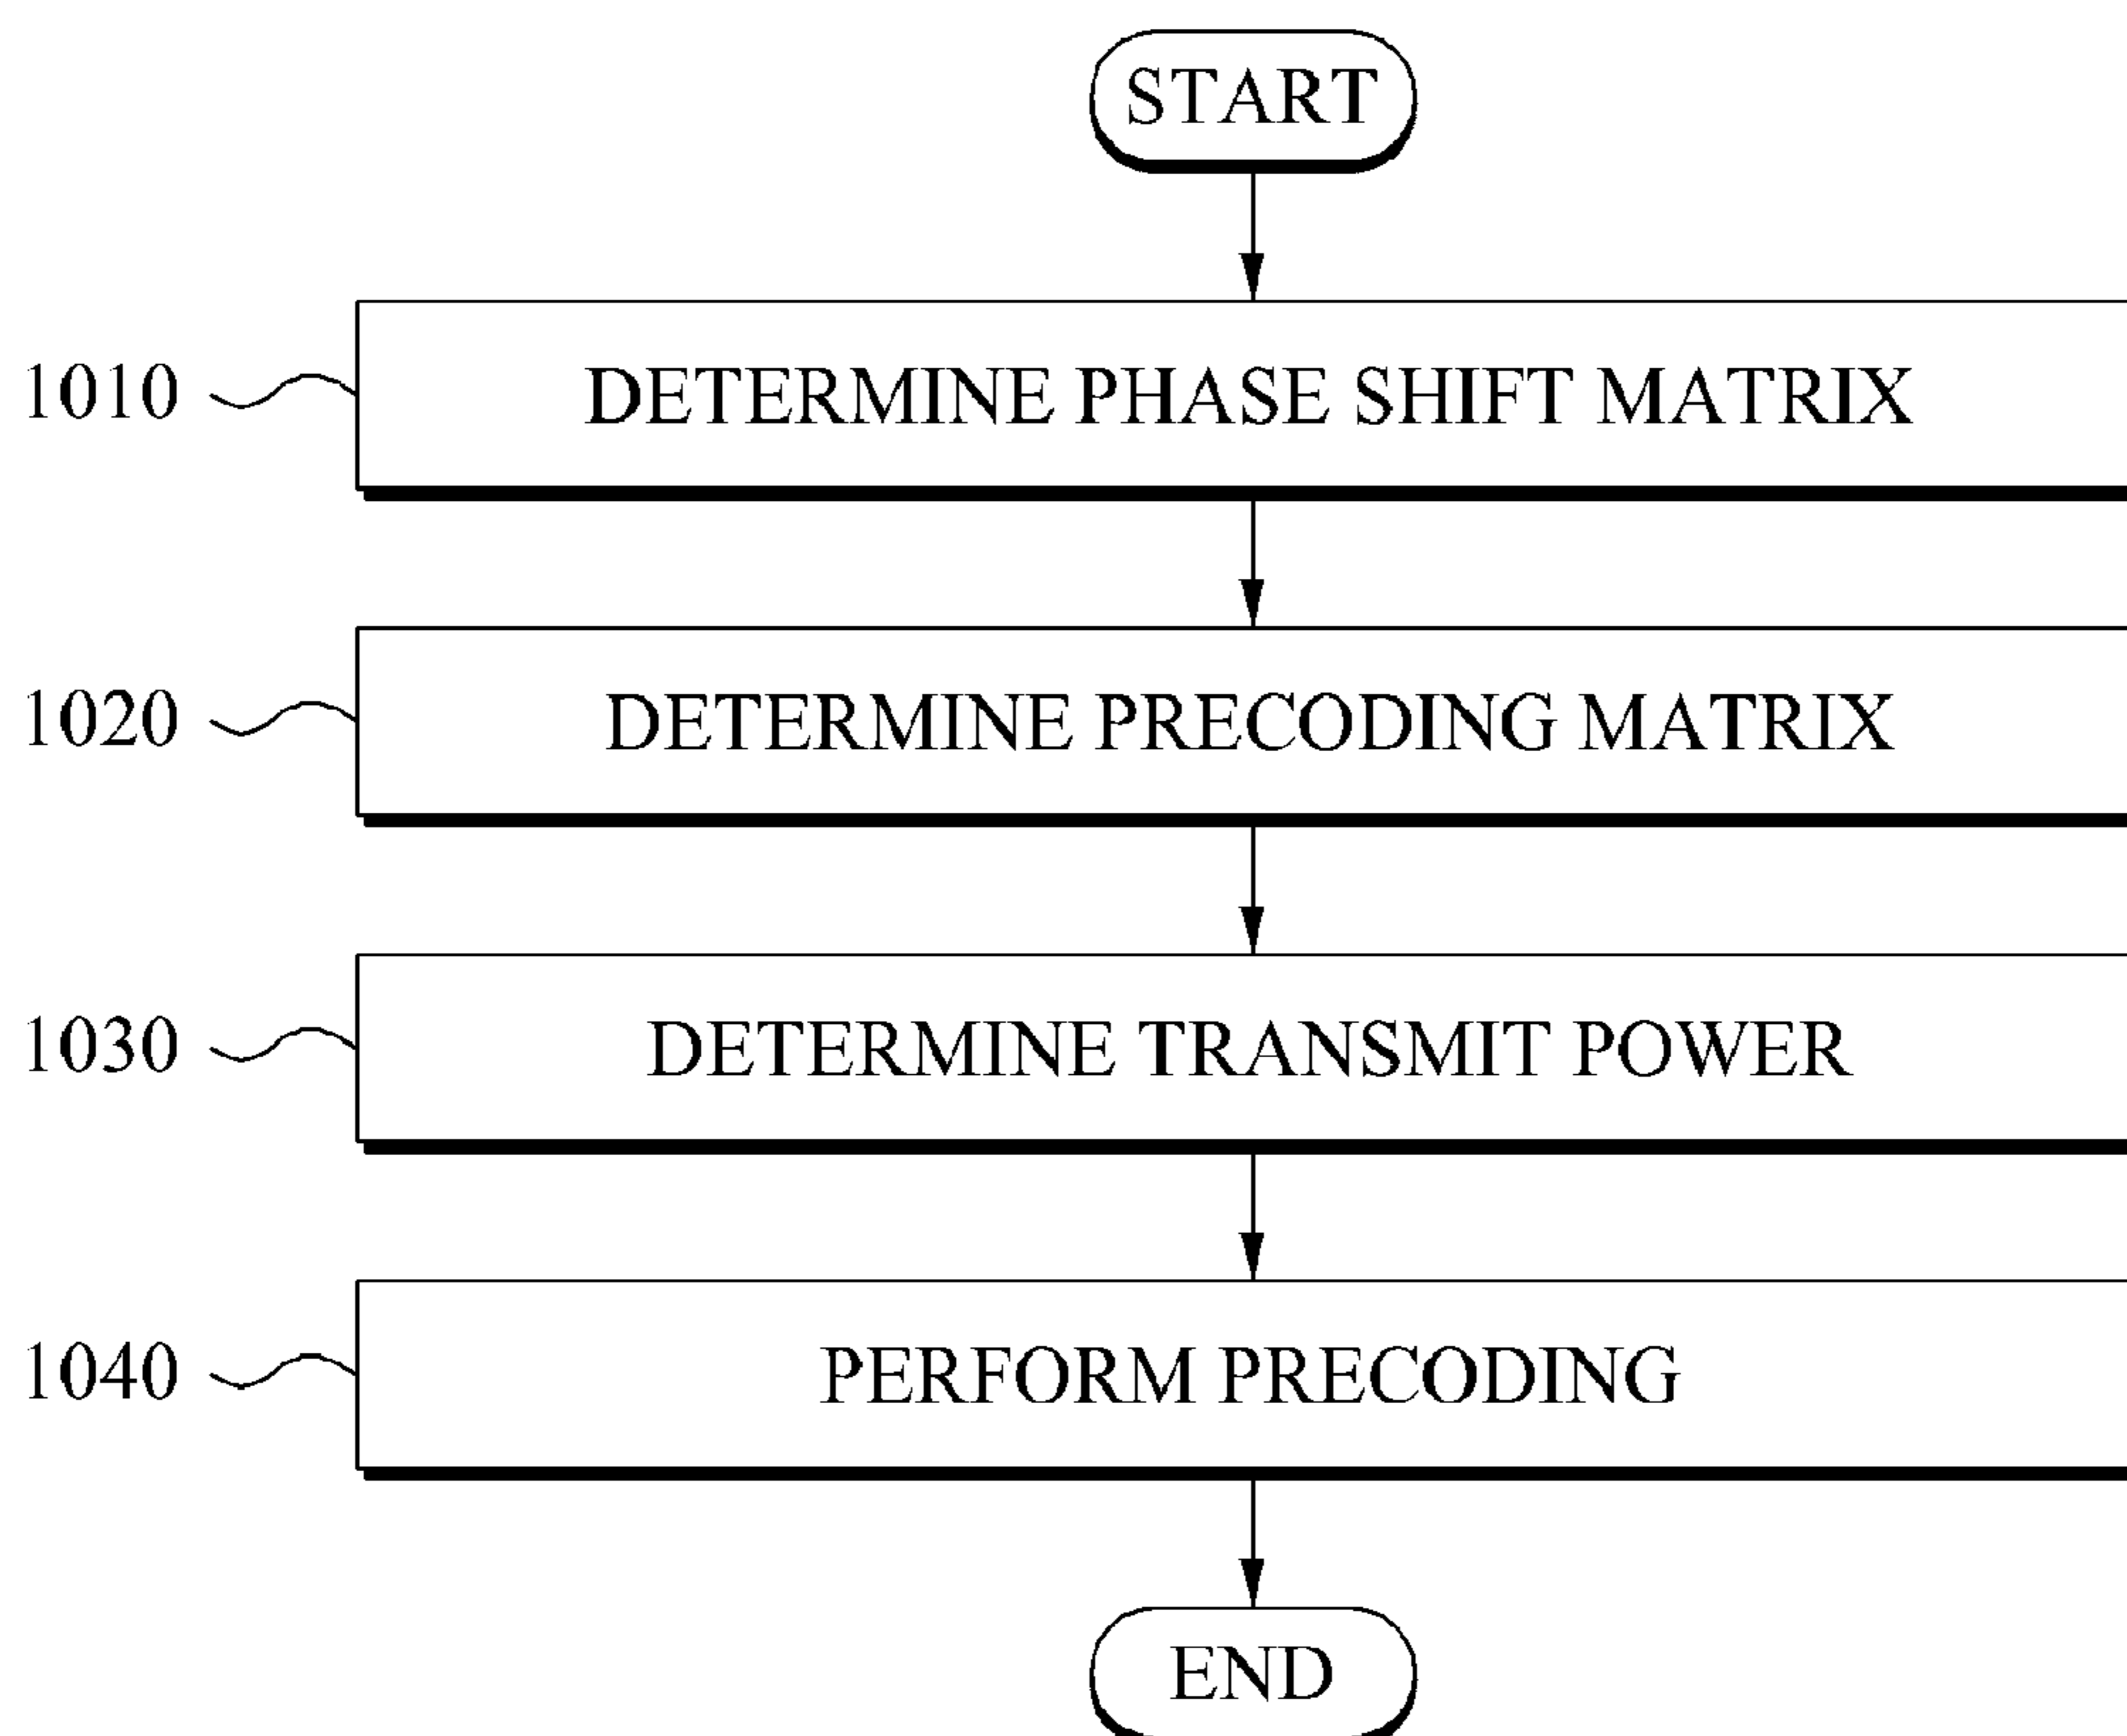 START
1010 DETERMINE PHASE SHIFT MATRIX
1020 DETERMINE PRECODING MATRIX
1030 DETERMINE TRANSMIT POWER
1040 PERFORM PRECODING
END